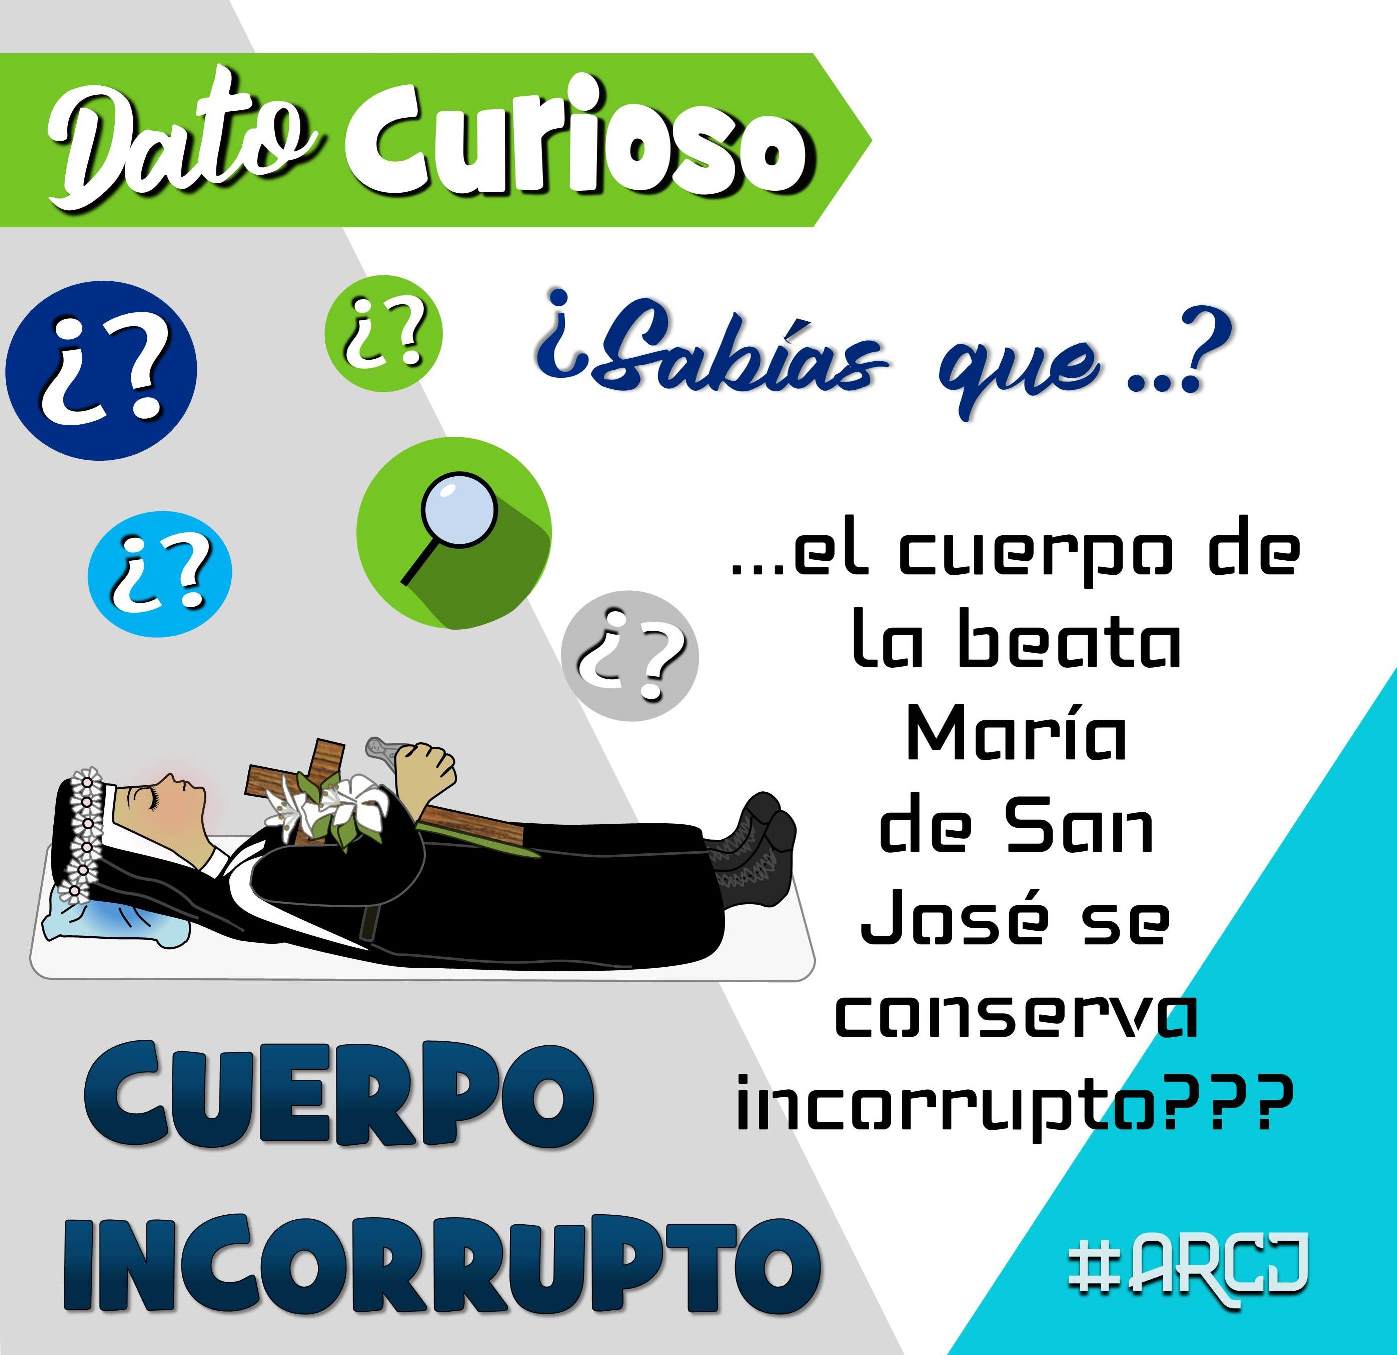 Dato Curioso
¿?
¿?
¿Sabías que ..?
¿?
¿?
...el cuerpo de
la beata
María
de San
José se
conserva
incorrupto???
CUERPO
INCORRUPTO
#ARCJ